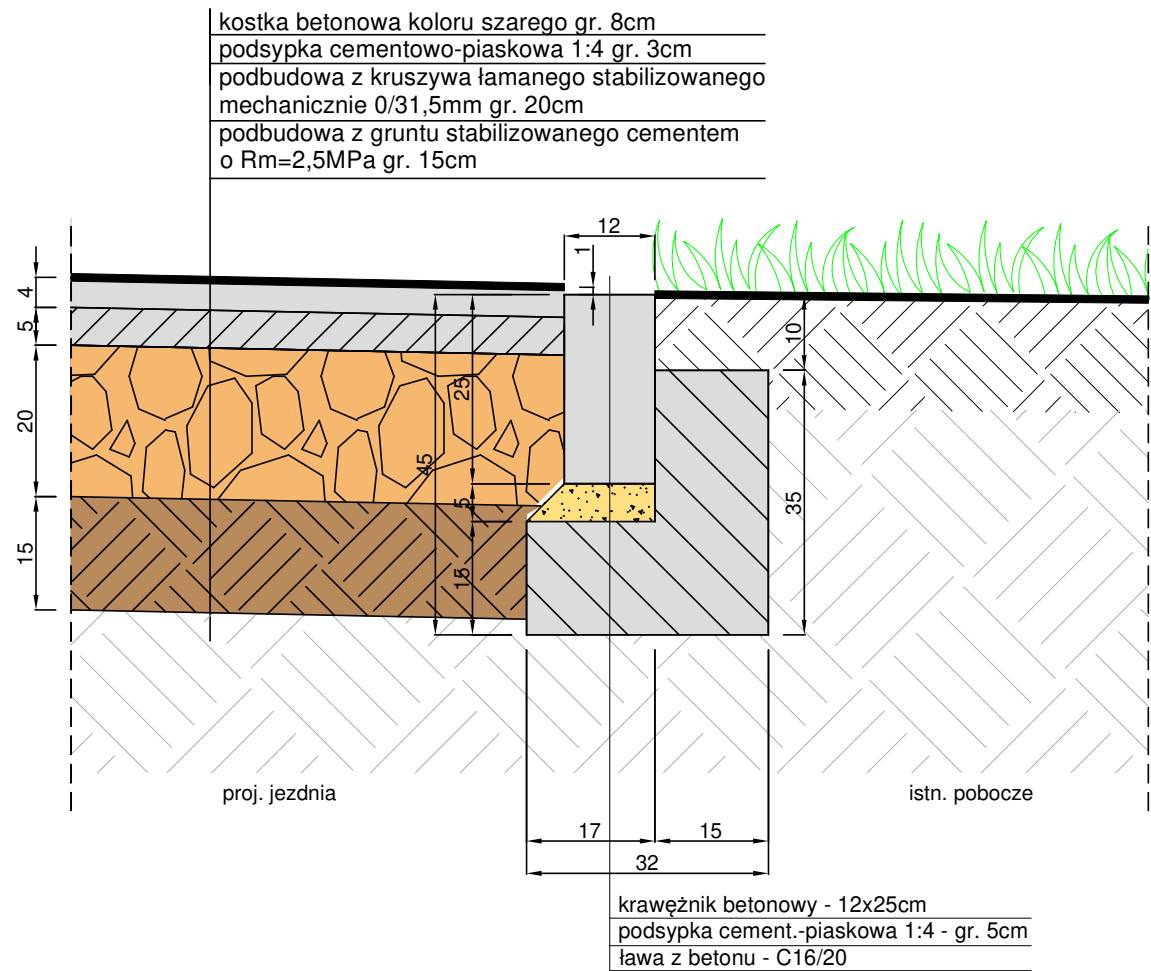 kostka betonowa koloru szarego gr. 8cm
podsypka cementowo-piaskowa 1:4 gr. 3cm
podbudowa z kruszywa łamanego stabilizowanego
mechanicznie 0/31,5mm gr. 20cm
podbudowa z gruntu stabilizowanego cementem
o Rm=2,5MPa gr. 15cm
12
1
4
5
20
15
25
45
5
15
10
35
proj. jezdnia
istn. pobocze
17
15
32
krawężnik betonowy - 12x25cm
podsypka cement.-piaskowa 1:4 - gr. 5cm
ława z betonu - C16/20